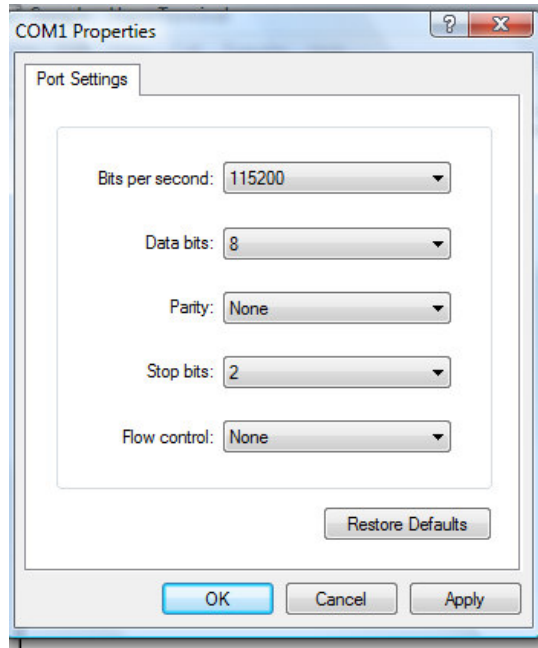 COM1 Properties
Port Settings
Bits per second: 115200
Data bits: 8
Parity: None
Stop bits: 2
Flow control: None
Restore Defaults
OK Cancel Apply